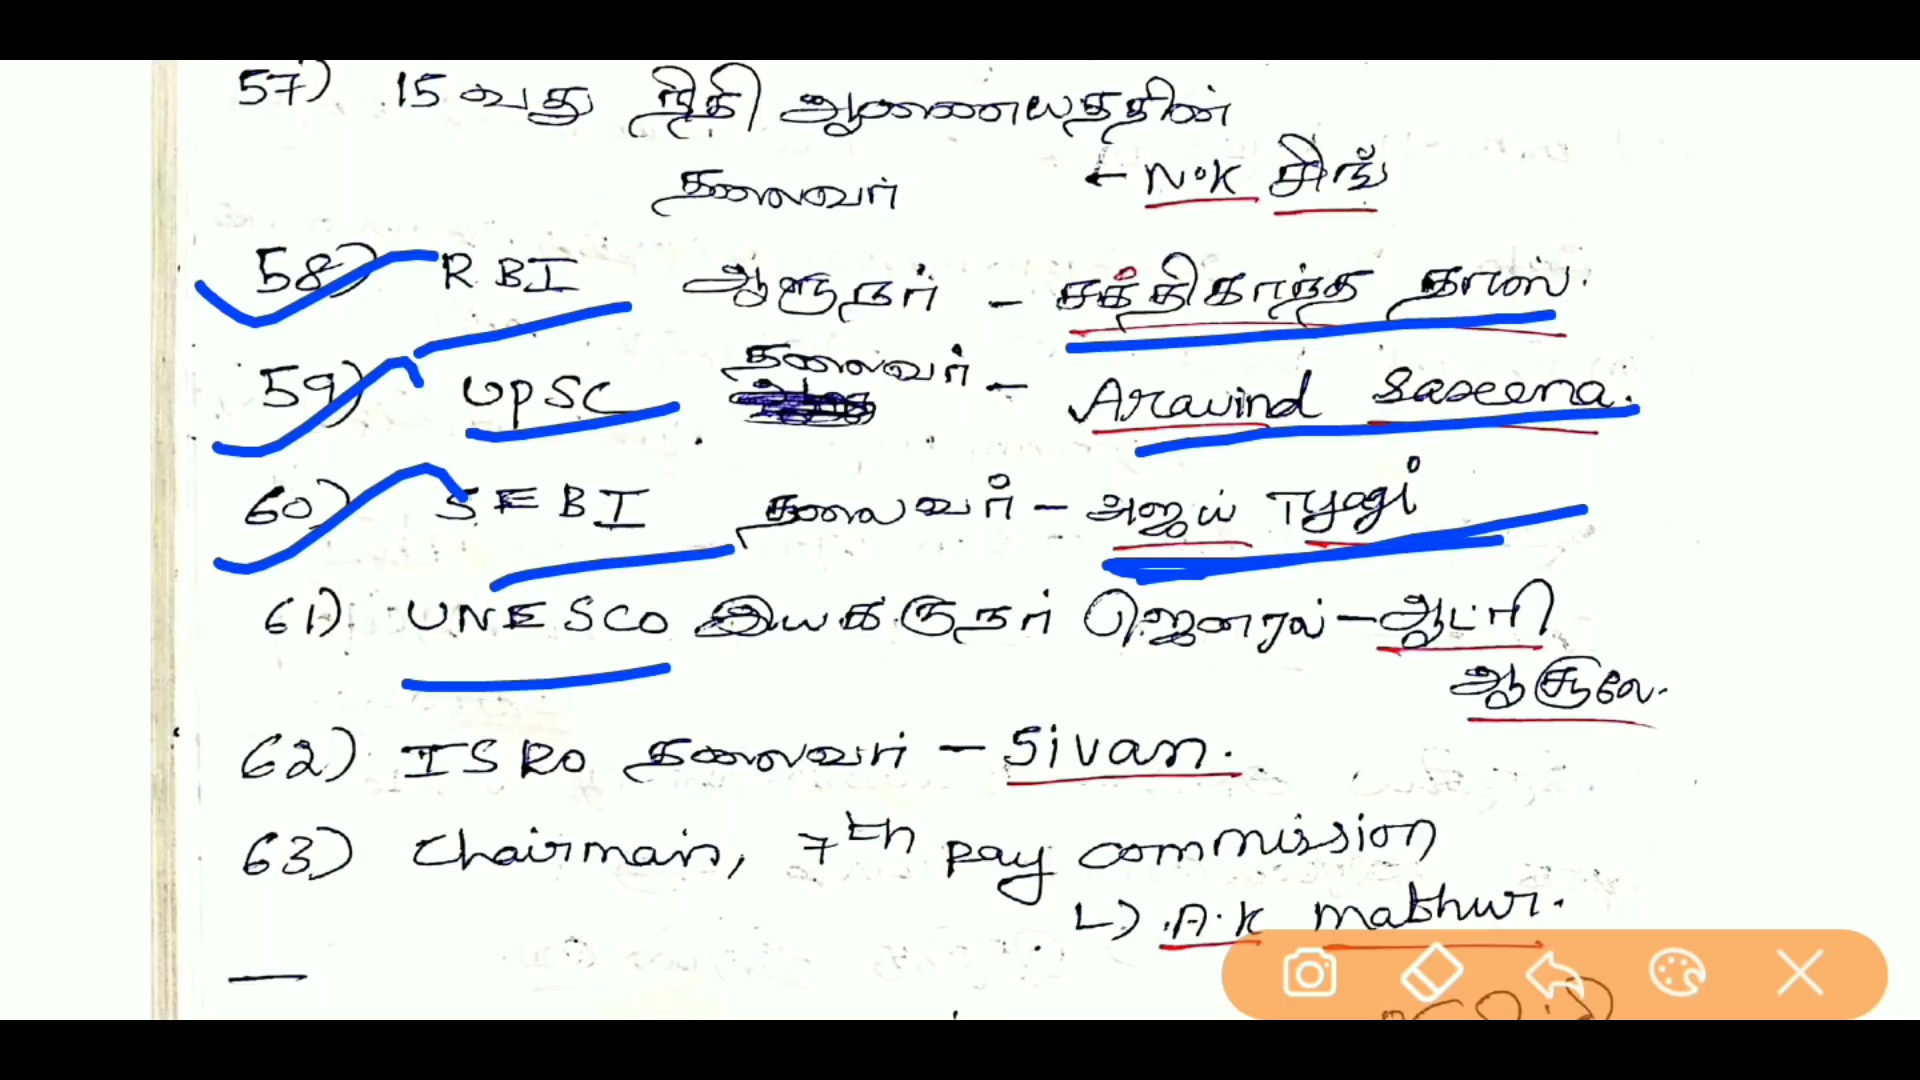 57) 15 வது நிதி ஆணையத்தின்
தலைவர் ← N.K சிங்
58) RBI ஆளுநர் - சக்திகாந்த தாஸ்.
59) UPSC தலைவர் - Aravind Saxeena.
60) SEBI தலைவர் - அஜய் Tyagi
61) UNESCO இயக்குநர் ஜெனரல் - ஆட்ரி
ஆசூலே.
62) ISRO தலைவர் - Sivan.
63) Chairman, 7th pay commission
A.K Mathur.